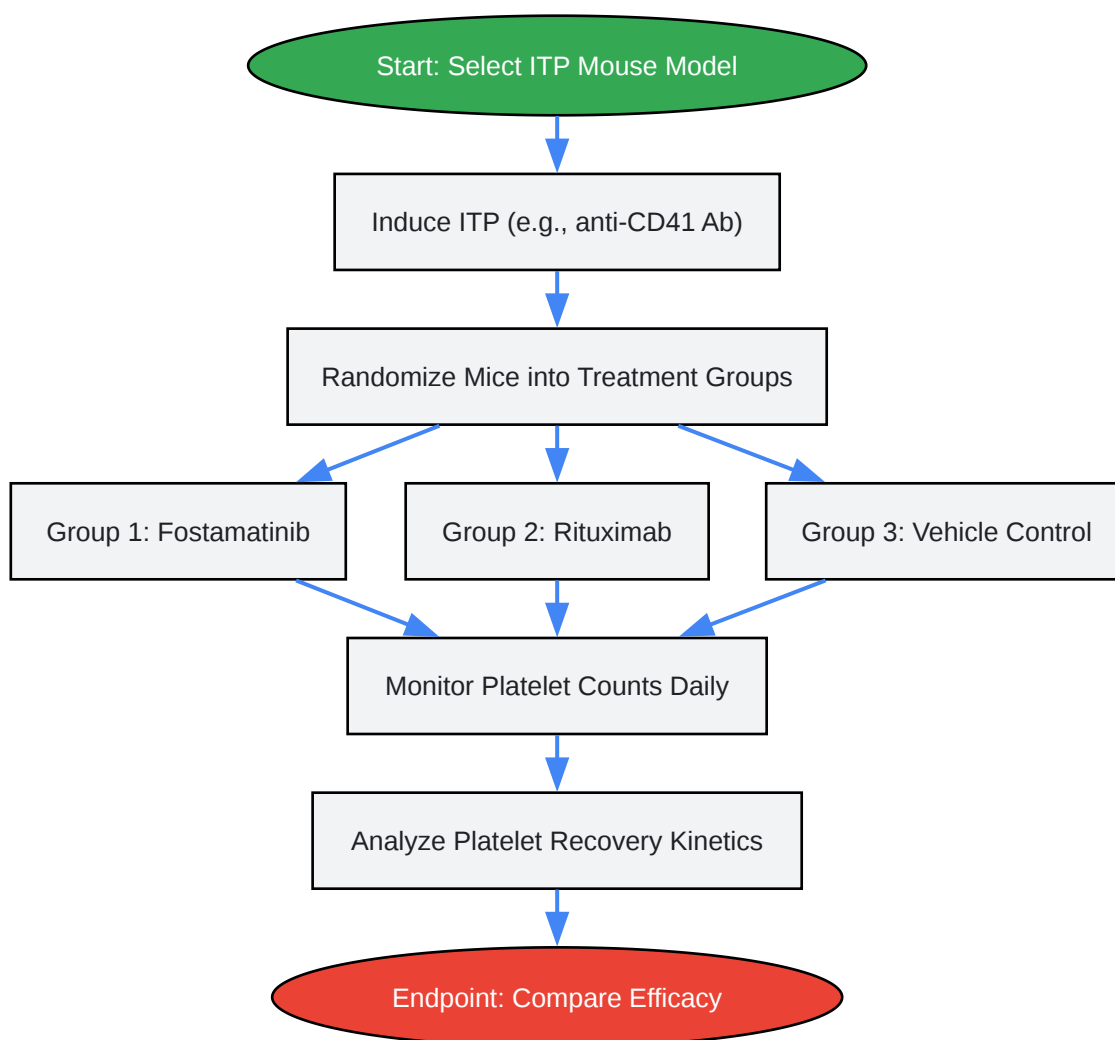 Start: Select ITP Mouse Model
Induce ITP (e.g., anti-CD41 Ab)
Randomize Mice into Treatment Groups
Group 1: Fostamatinib
Group 2: Rituximab
Group 3: Vehicle Control
Monitor Platelet Counts Daily
Analyze Platelet Recovery Kinetics
Endpoint: Compare Efficacy